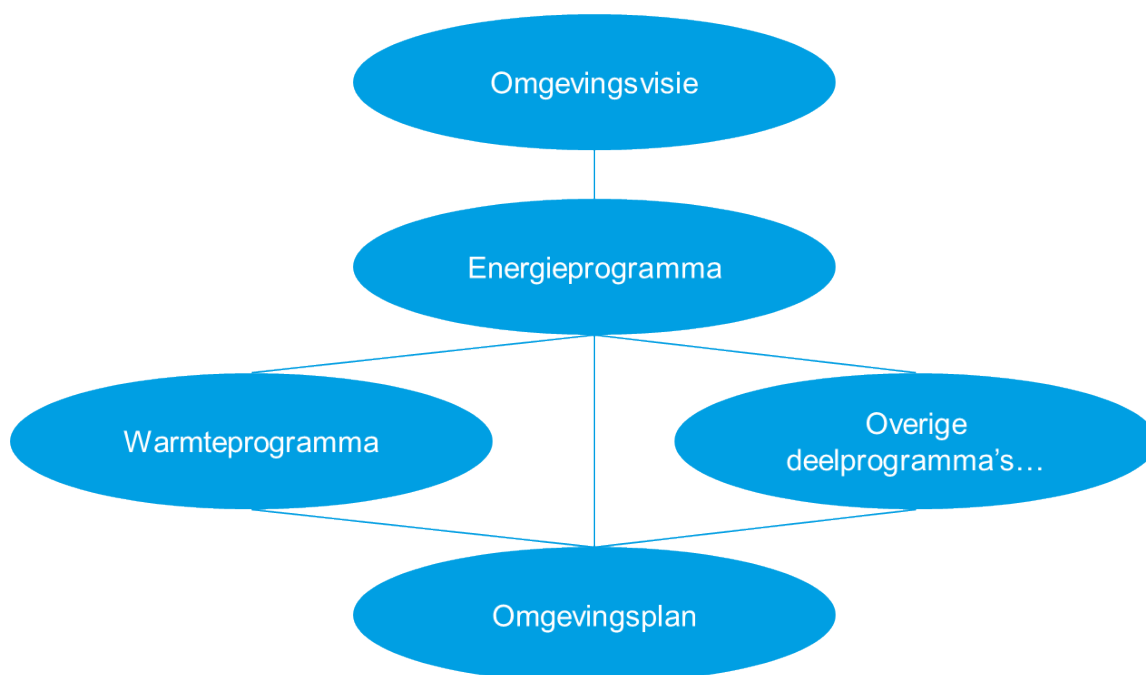 Omgevingsvisie
Energieprogramma
Warmteprogramma
Overige
deelprogramma’s…
Omgevingsplan